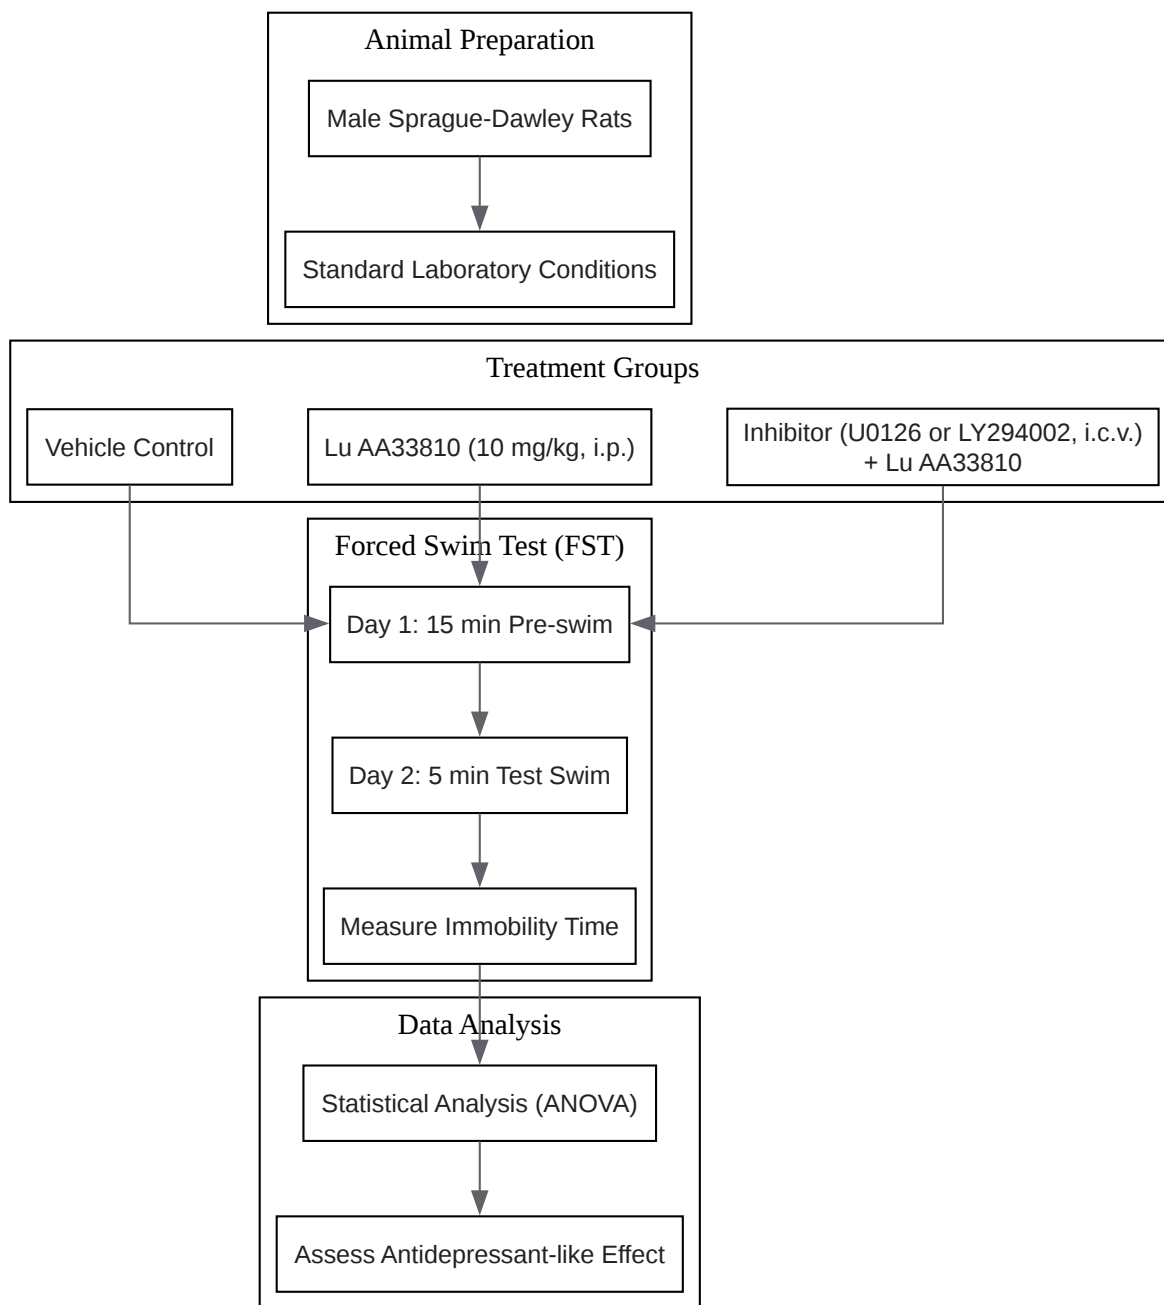 Animal Preparation
Male Sprague-Dawley Rats
Standard Laboratory Conditions
Treatment Groups
Vehicle Control
Lu AA33810 (10 mg/kg, i.p.)
Inhibitor (U0126 or LY294002, i.c.v.)
+ Lu AA33810
Forced Swim Test (FST)
Day 1: 15 min Pre-swim
Day 2: 5 min Test Swim
Measure Immobility Time
Data Analysis
Statistical Analysis (ANOVA)
Assess Antidepressant-like Effect